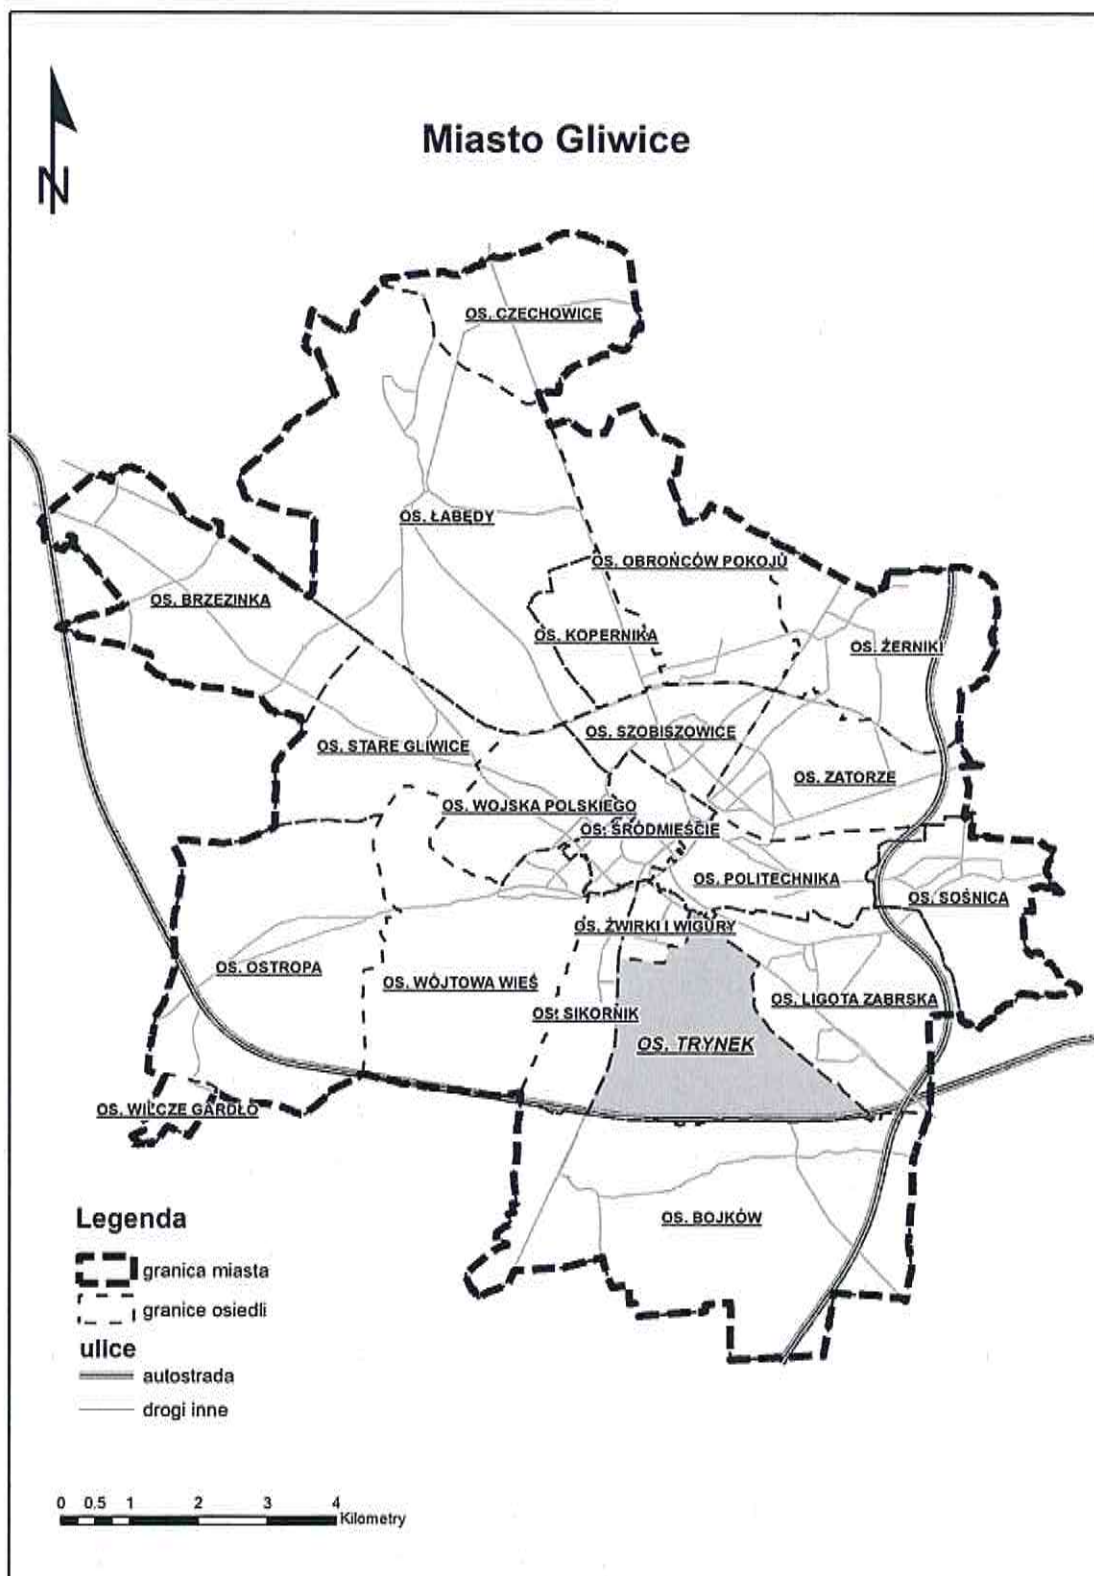 N
Miasto Gliwice
OS. CZECHOWICE
OS. ŁABĘDY
OS. OBROŃCÓW POKOJU
OS. BRZEZINKA
OS. KOPERNIKA
OS. ŻERNIKI
OS. SZOBISZOWICE
OS. STARE GLIWICE
OS. ZATORZE
OS. WOJSKA POLSKIEGO
OS. ŚRÓDMIEŚCIE
OS. POLITECHNIKA
OS. SOŚNICA
OS. ŻWIRKI I WIGURY
OS. OSTROPA
OS. WÓJTOWA WIEŚ
OS. LIGOTA ZABRSKA
OS. SIKORNIK
OS. TRYNEK
OS. WILCZE GARDŁO
OS. BOJKÓW
Legenda
granica miasta
granice osiedli
ulice
autostrada
drogi inne
0 0.5 1 2 3 4
Kilometry